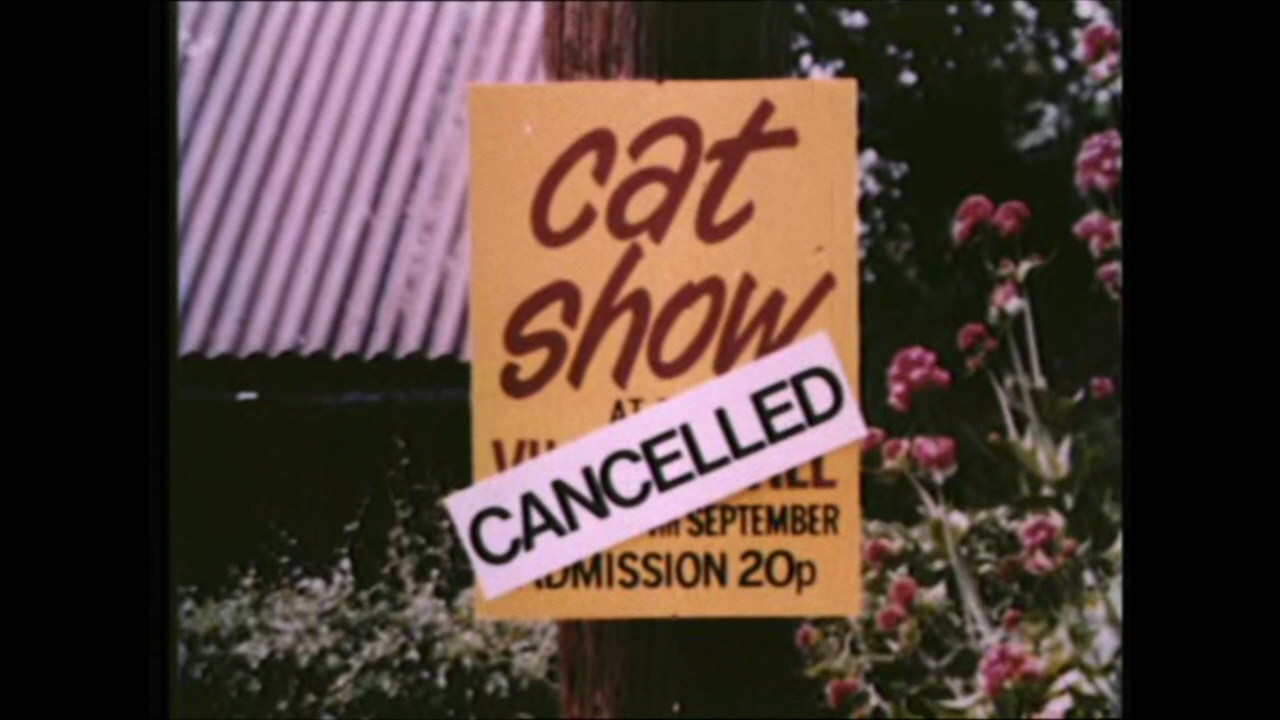 cat
show
AT
CANCELLED
SEPTEMBER
ADMISSION 20p